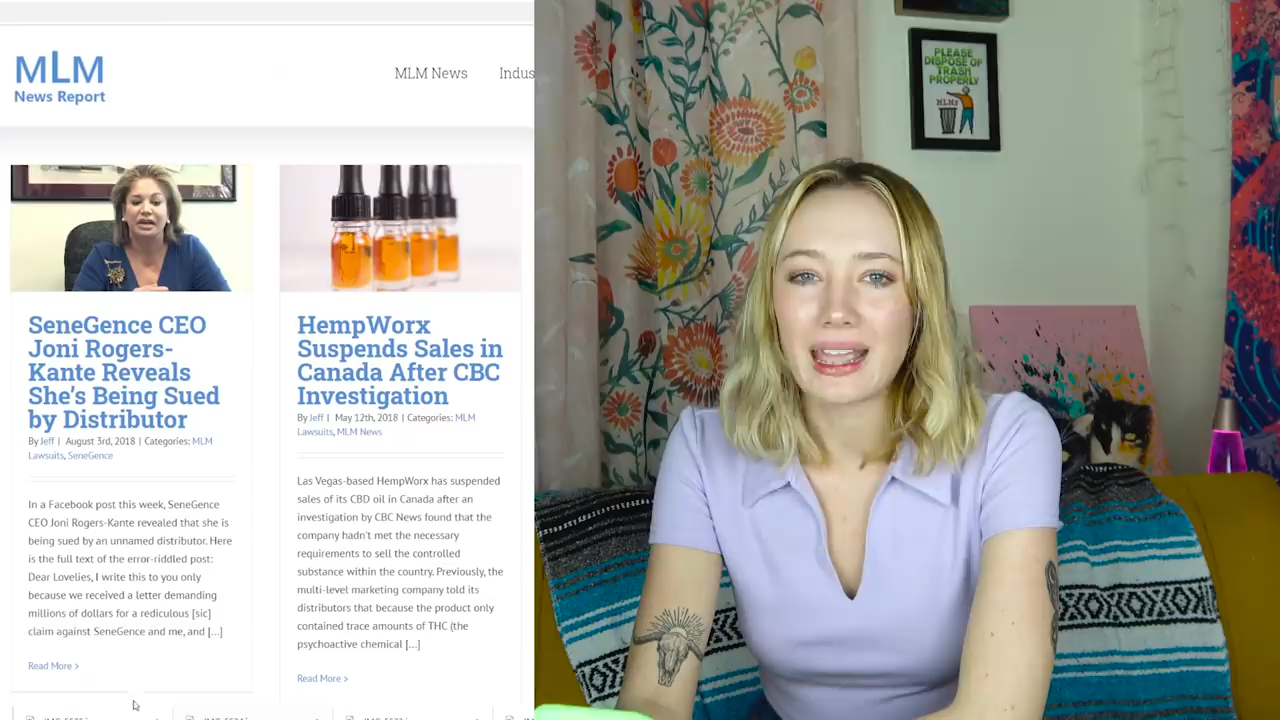 MLM
News Report
MLM News
Indus
SeneGence CEO
Joni Rogers-
Kante Reveals
She's Being Sued
by Distributor
By Jeff | August 3rd, 2018 | Categories: MLM
Lawsuits, SeneGence
In a Facebook post this week, SeneGence
CEO Joni Rogers-Kante revealed that she is
being sued by an unnamed distributor. Here
is the full text of the error-riddled post:
Dear Lovelies, I write this to you only
because we received a letter demanding
millions of dollars for a rediculous [sic]
claim against SeneGence and me, and [...]
Read More >
HempWorx
Suspends Sales in
Canada After CBC
Investigation
By Jeff | May 12th, 2018 | Categories: MLM
Lawsuits, MLM News
Las Vegas-based HempWorx has suspended
sales of its CBD oil in Canada after an
investigation by CBC News found that the
company hadn't met the necessary
requirements to sell the controlled
substance within the country. Previously, the
multi-level marketing company told its
distributors that because the product only
contained trace amounts of THC (the
psychoactive chemical [...]
Read More >
PLEASE
DISPOSE OF
TRASH
PROPERLY
MLMS